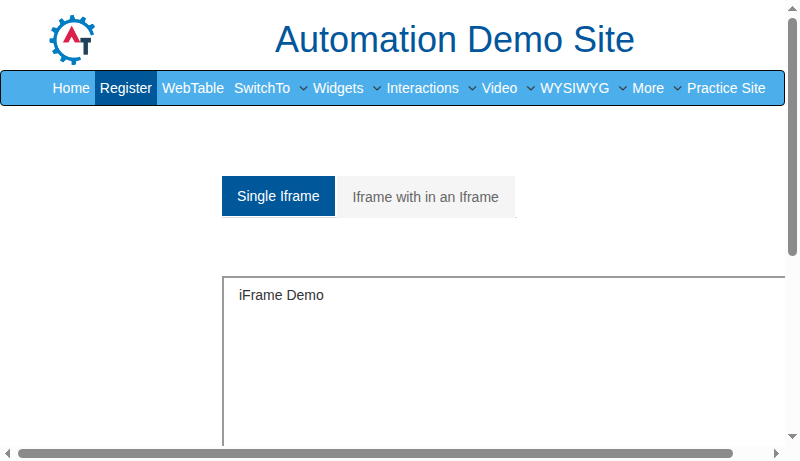 AT
Automation Demo Site
Home Register WebTable SwitchTo Widgets Interactions Video WYSIWYG More Practice Site
Single Iframe Iframe with in an Iframe
iFrame Demo